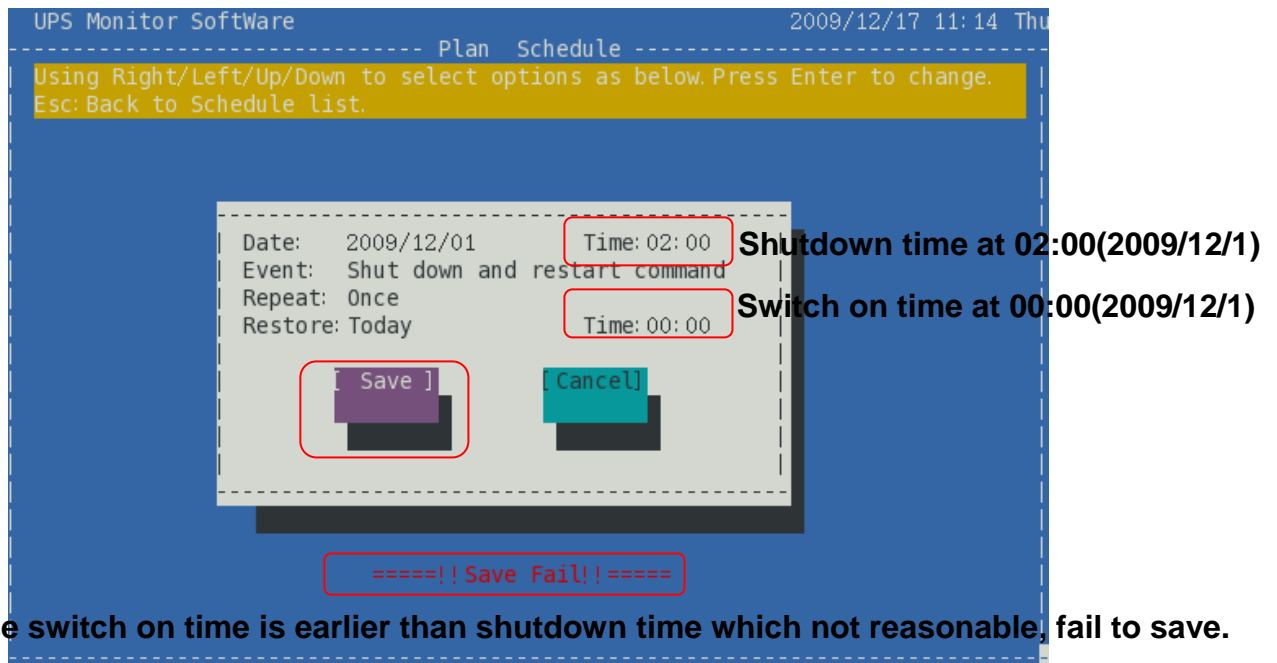 UPS Monitor SoftWare 2009/12/17 11:14 Thu
Plan Schedule
Using Right/Left/Up/Down to select options as below. Press Enter to change.
Esc: Back to Schedule list.
Date: 2009/12/01 Time: 02:00 Shutdown time at 02:00(2009/12/1)
Event: Shut down and restart command
Repeat: Once
Switch on time at 00:00(2009/12/1)
Restore: Today Time: 00:00
[ Save ] [Cancel]
=====!!Save Fail!!=====
e switch on time is earlier than shutdown time which not reasonable, fail to save.